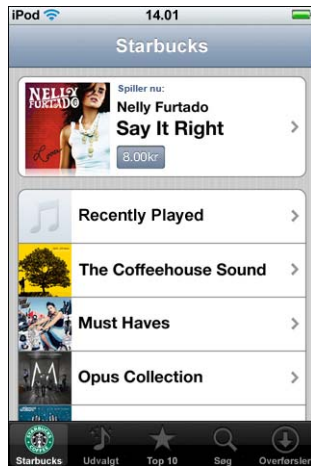 iPod 14.01
Starbucks
NELLY
FURTADO
Loose
Spiller nu:
Nelly Furtado
Say It Right
8.00kr
Recently Played
The Coffeehouse Sound
Must Haves
Opus Collection
Starbucks Udvalgt Top 10 Søg Overførsler